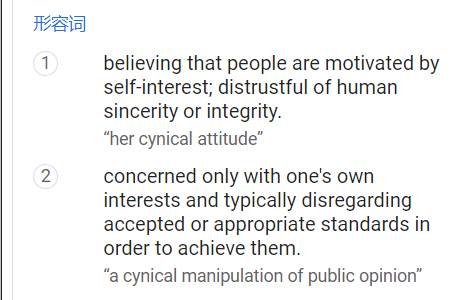 形容词
1
believing that people are motivated by
self-interest; distrustful of human
sincerity or integrity.
“her cynical attitude”
2
concerned only with one's own
interests and typically disregarding
accepted or appropriate standards in
order to achieve them.
“a cynical manipulation of public opinion”